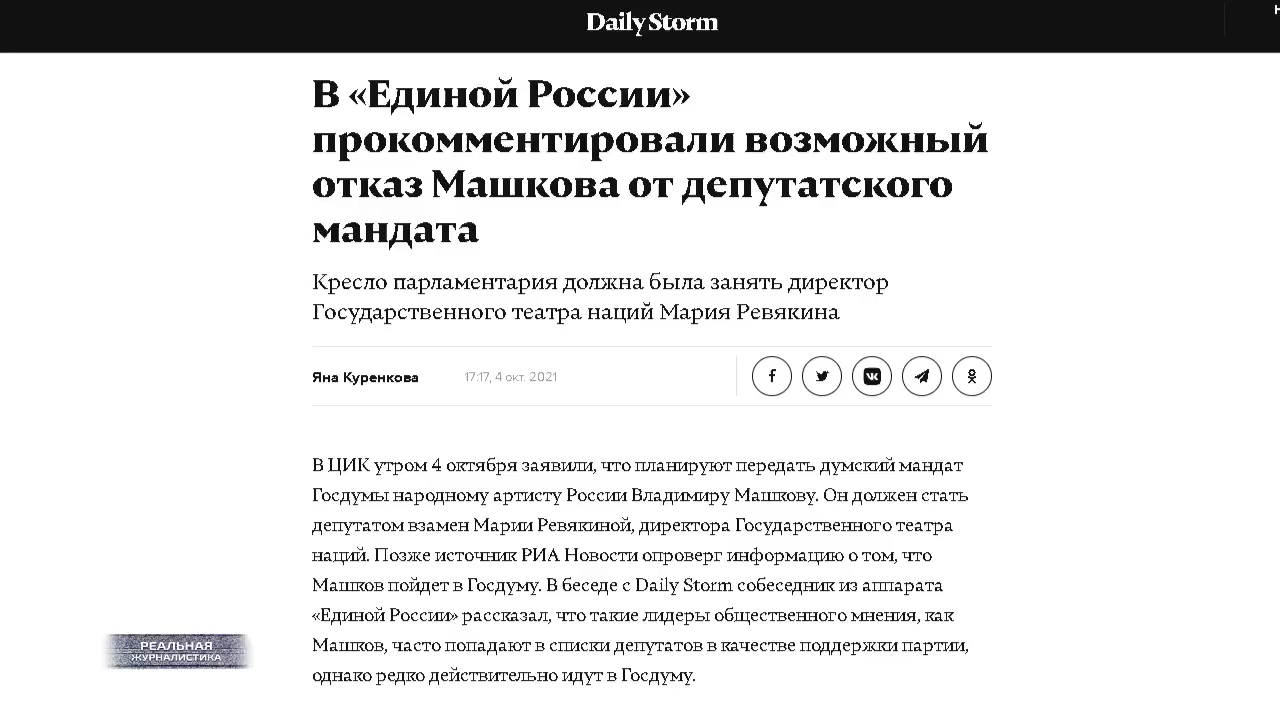 Daily Storm
В «Единой России»
прокомментировали возможный
отказ Машкова от депутатского
мандата
Кресло парламентария должна была занять директор
Государственного театра наций Мария Ревякина
Яна Куренкова 17:17, 4 окт. 2021
В ЦИК утром 4 октября заявили, что планируют передать думский мандат
Госдумы народному артисту России Владимиру Машкову. Он должен стать
депутатом взамен Марии Ревякиной, директора Государственного театра
наций. Позже источник РИА Новости опроверг информацию о том, что
Машков пойдет в Госдуму. В беседе с Daily Storm собеседник из аппарата
«Единой России» рассказал, что такие лидеры общественного мнения, как
Машков, часто попадают в списки депутатов в качестве поддержки партии,
однако редко действительно идут в Госдуму.
РЕАЛЬНАЯ
ЖУРНАЛИСТИКА